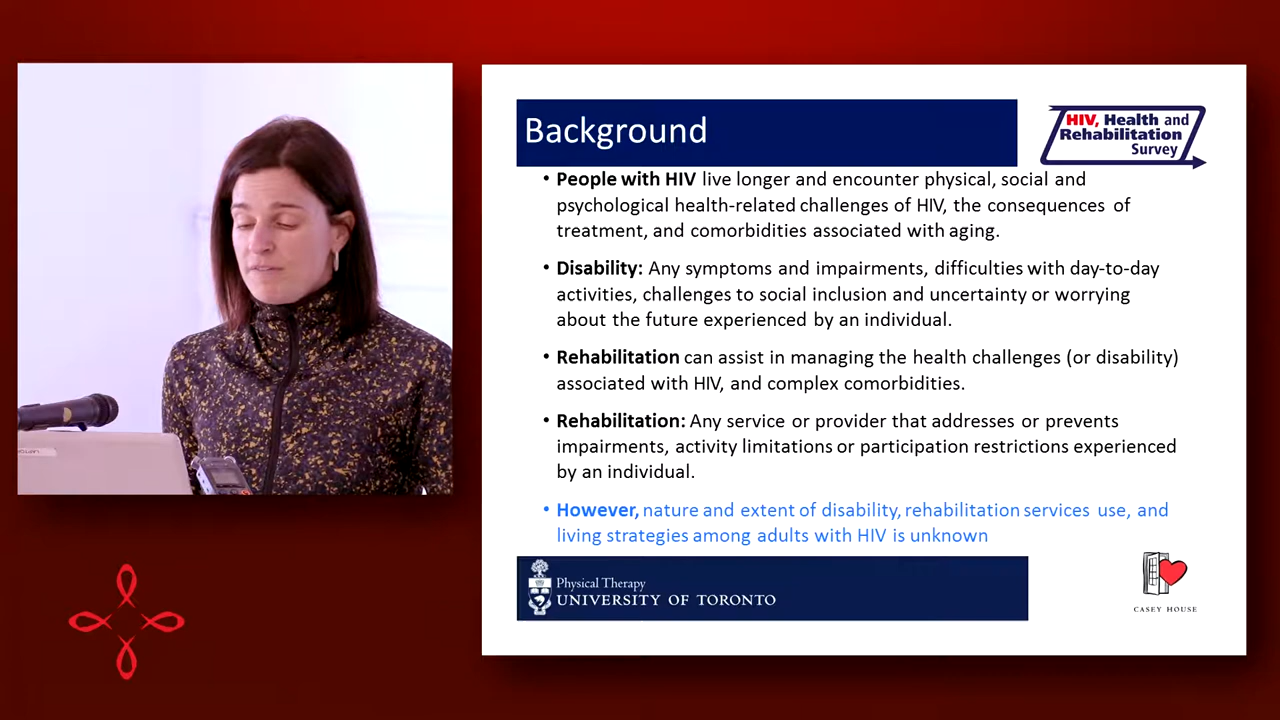 Background
HIV, Health and
Rehabilitation
Survey
• People with HIV live longer and encounter physical, social and
psychological health-related challenges of HIV, the consequences of
treatment, and comorbidities associated with aging.
• Disability: Any symptoms and impairments, difficulties with day-to-day
activities, challenges to social inclusion and uncertainty or worrying
about the future experienced by an individual.
• Rehabilitation can assist in managing the health challenges (or disability)
associated with HIV, and complex comorbidities.
• Rehabilitation: Any service or provider that addresses or prevents
impairments, activity limitations or participation restrictions experienced
by an individual.
• However, nature and extent of disability, rehabilitation services use, and
living strategies among adults with HIV is unknown
Physical Therapy
UNIVERSITY OF TORONTO
CASEY HOUSE